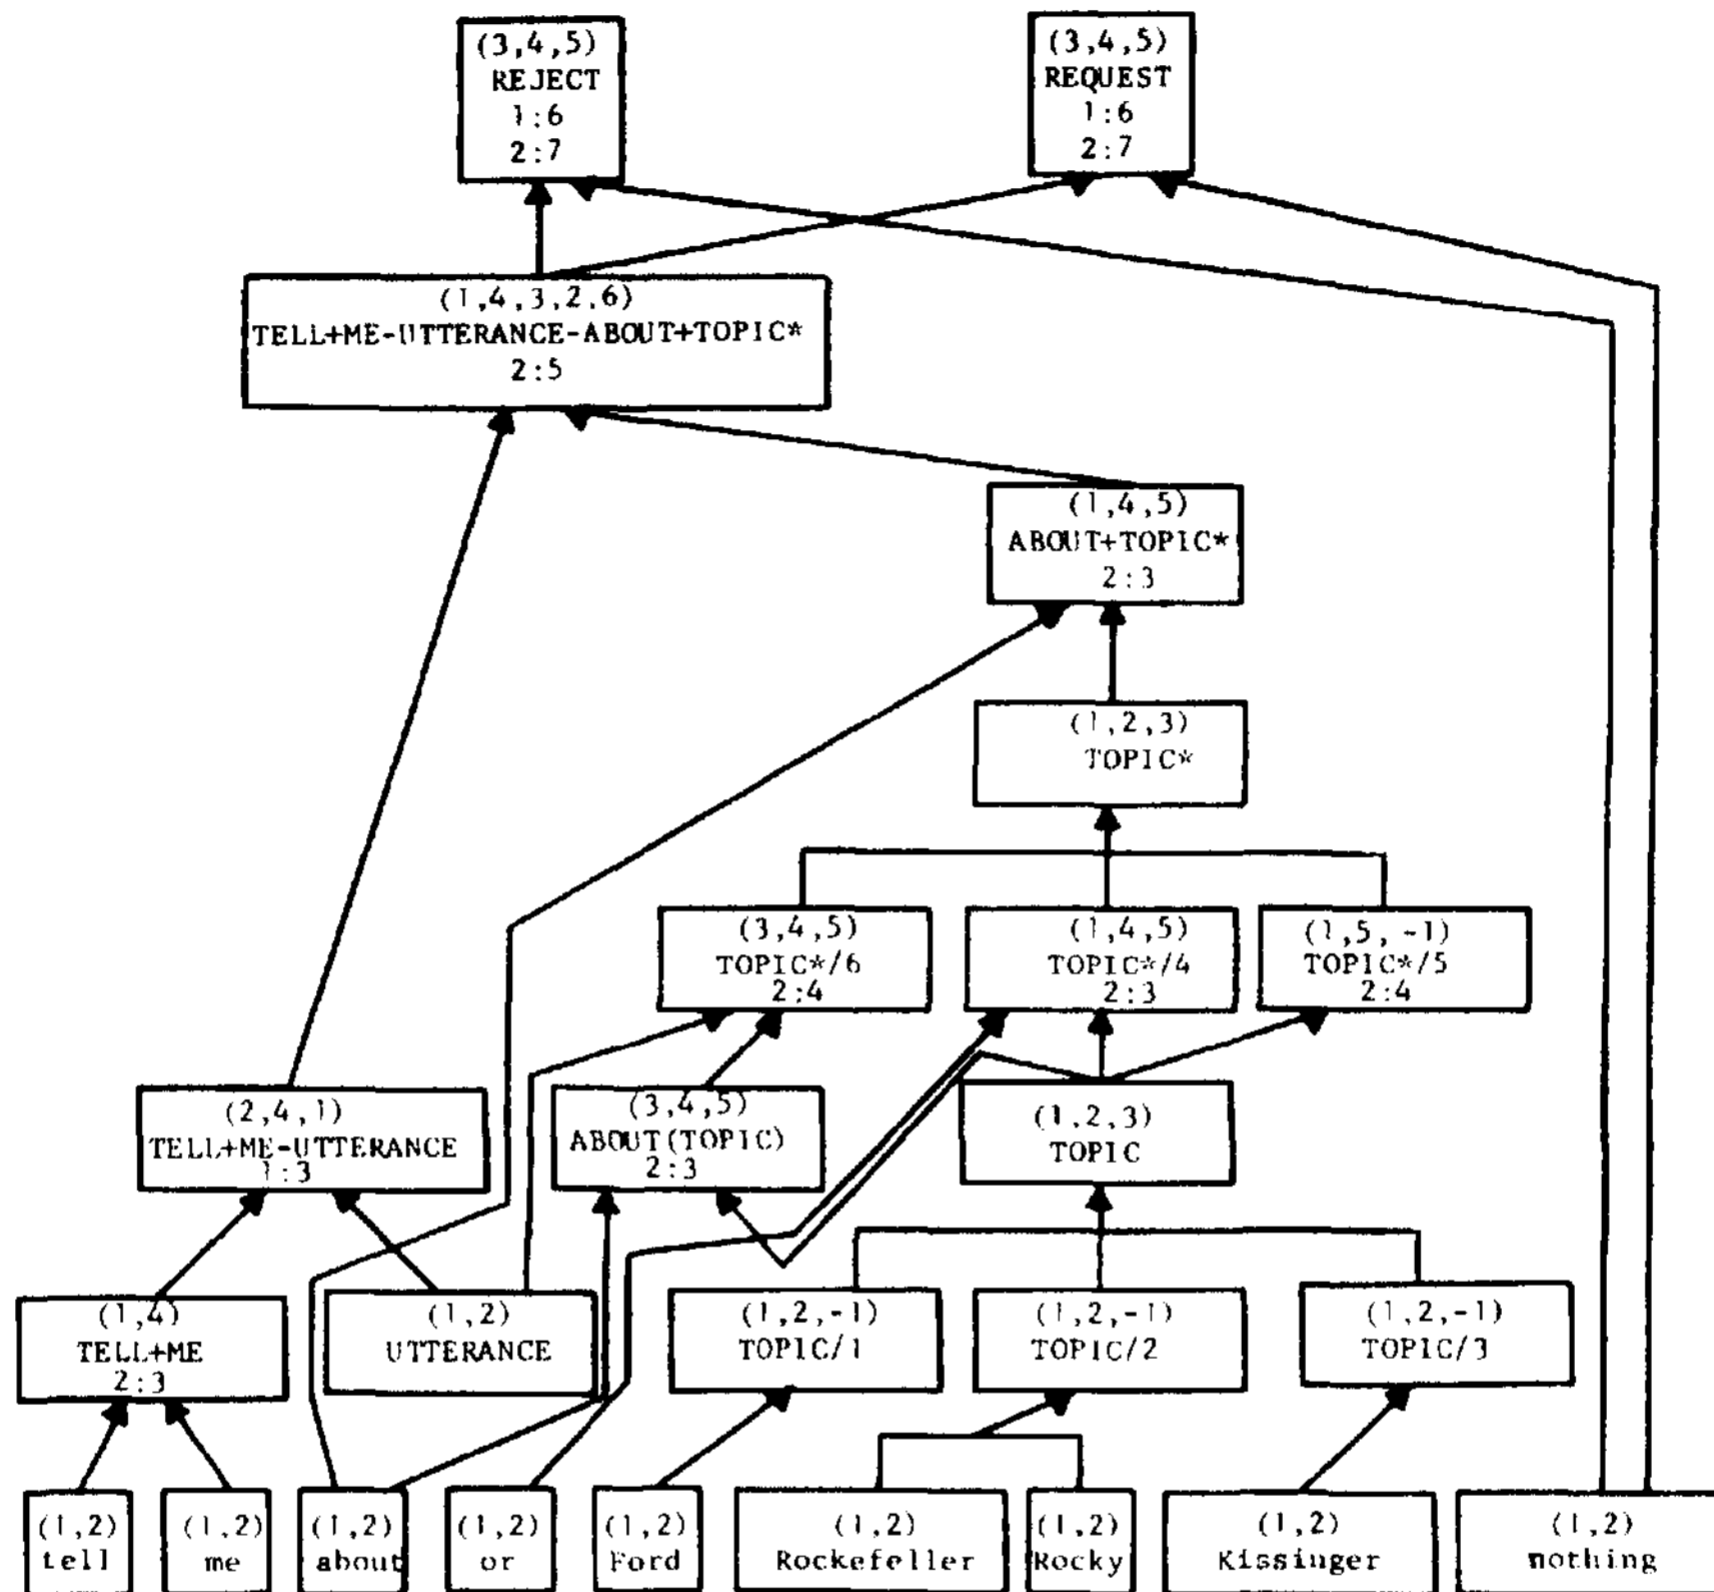 (3,4,5)
REJECT
1:6
2:7
(3,4,5)
REQUEST
1:6
2:7
(1,4,3,2,6)
TELL+ME-UTTERANCE-ABOUT+TOPIC*
2:5
(1,4,5)
ABOUT+TOPIC*
2:3
(1,2,3)
TOPIC*
(3,4,5)
TOPIC*/6
2:4
(1,4,5)
TOPIC*/4
2:3
(1,5,-1)
TOPIC*/5
2:4
(2,4,1)
TELL+ME-UTTERANCE
1:3
(3,4,5)
ABOUT(TOPIC)
2:3
(1,2,3)
TOPIC
(1,4)
TELL+ME
2:3
(1,2)
UTTERANCE
(1,2,-1)
TOPIC/1
(1,2,-1)
TOPIC/2
(1,2,-1)
TOPIC/3
(1,2)
tell
(1,2)
me
(1,2)
about
(1,2)
or
(1,2)
Ford
(1,2)
Rockefeller
(1,2)
Rocky
(1,2)
Kissinger
(1,2)
nothing